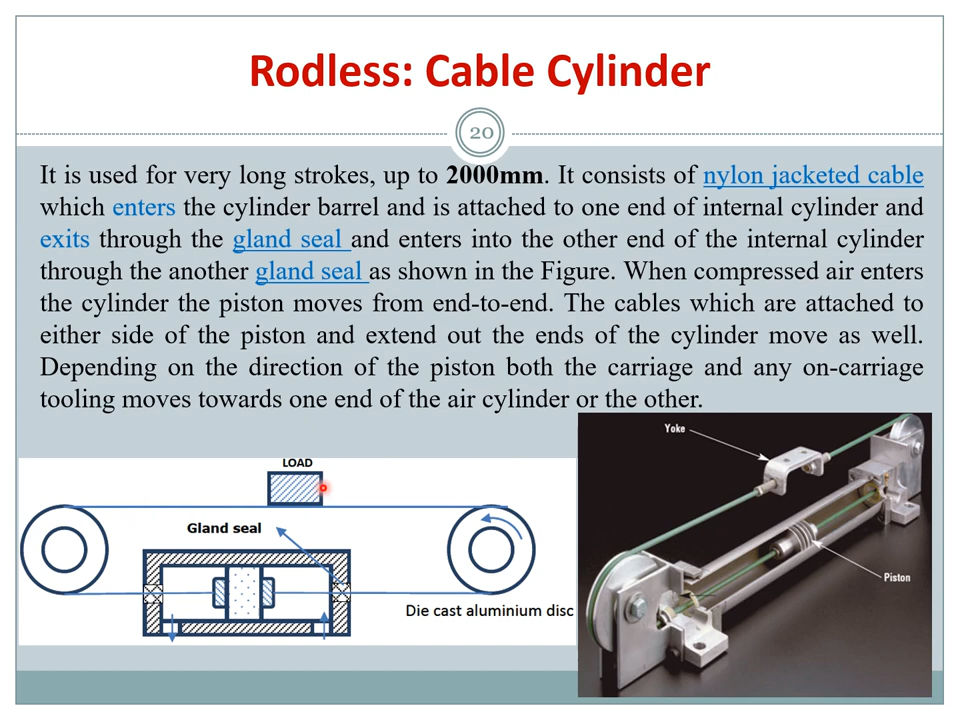 Rodless: Cable Cylinder
20
It is used for very long strokes, up to 2000mm. It consists of nylon jacketed cable
which enters the cylinder barrel and is attached to one end of internal cylinder and
exits through the gland seal and enters into the other end of the internal cylinder
through the another gland seal as shown in the Figure. When compressed air enters
the cylinder the piston moves from end-to-end. The cables which are attached to
either side of the piston and extend out the ends of the cylinder move as well.
Depending on the direction of the piston both the carriage and any on-carriage
tooling moves towards one end of the air cylinder or the other.
LOAD
Gland seal
Die cast aluminium disc
Yoke
Piston